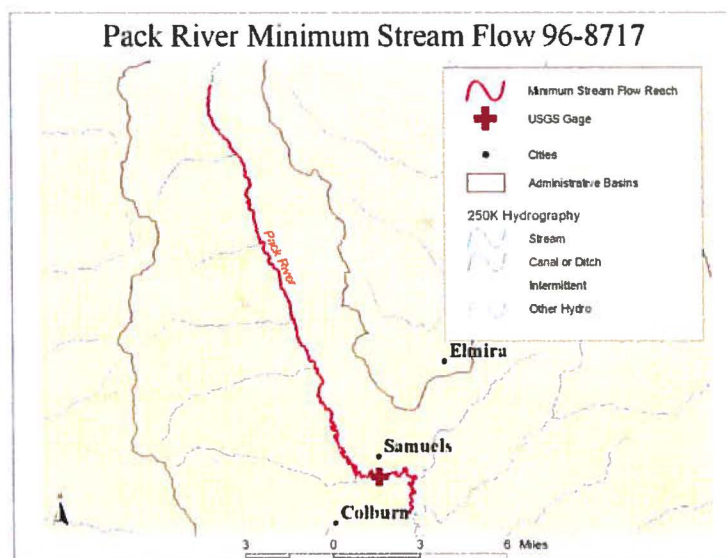 Pack River Minimum Stream Flow 96-8717
Minimum Stream Flow Reach
USGS Gage
Cities
Administrative Basins
250K Hydrography
Stream
Canal or Ditch
Intermittent
Other Hydro
Pack River
Elmira
Samuels
Colburn
3 0 3 6 Miles